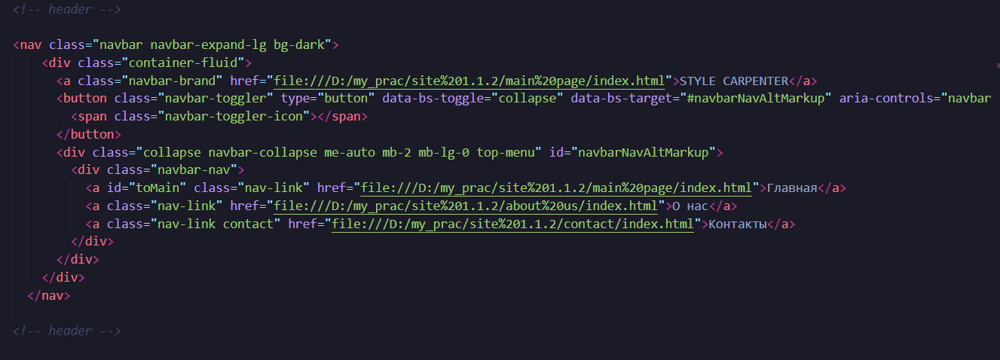 <!-- header -->
<nav class="navbar navbar-expand-lg bg-dark">
<div class="container-fluid">
<a class="navbar-brand" href="file:///D:/my_prac/site%201.1.2/main%20page/index.html">STYLE CARPENTER</a>
<button class="navbar-toggler" type="button" data-bs-toggle="collapse" data-bs-target="#navbarNavAltMarkup" aria-controls="navbar
<span class="navbar-toggler-icon"></span>
</button>
<div class="collapse navbar-collapse me-auto mb-2 mb-lg-0 top-menu" id="navbarNavAltMarkup">
<div class="navbar-nav">
<a id="toMain" class="nav-link" href="file:///D:/my_prac/site%201.1.2/main%20page/index.html">Главная</a>
<a class="nav-link" href="file:///D:/my_prac/site%201.1.2/about%20us/index.html">О нас</a>
<a class="nav-link contact" href="file:///D:/my_prac/site%201.1.2/contact/index.html">Контакты</a>
</div>
</div>
</div>
</nav>
<!-- header -->